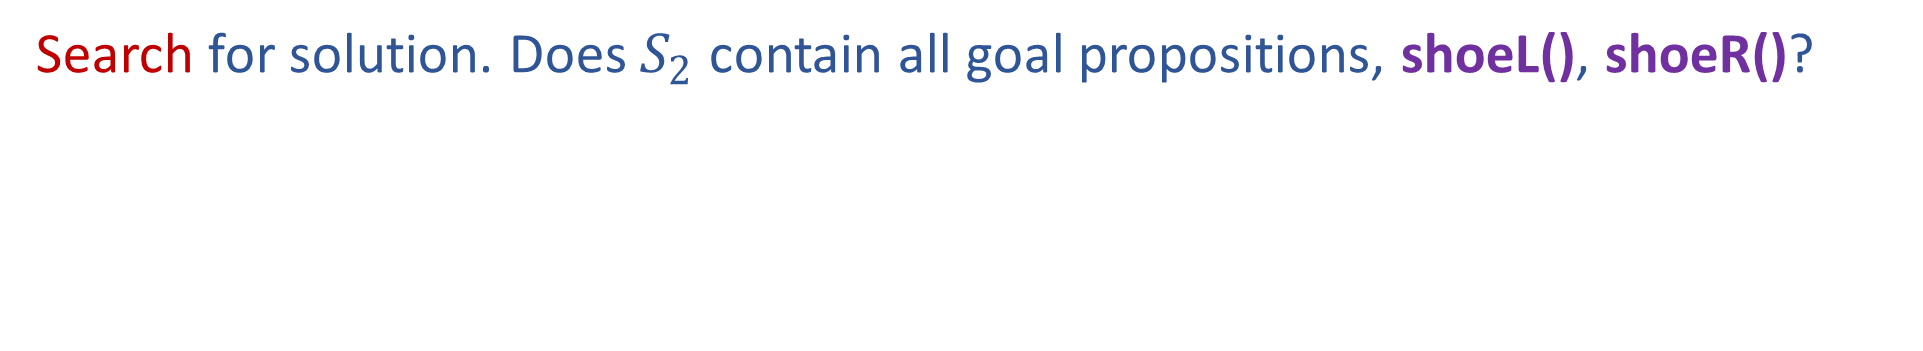 Search for solution. Does 𝑆₂ contain all goal propositions, shoeL(), shoeR()?